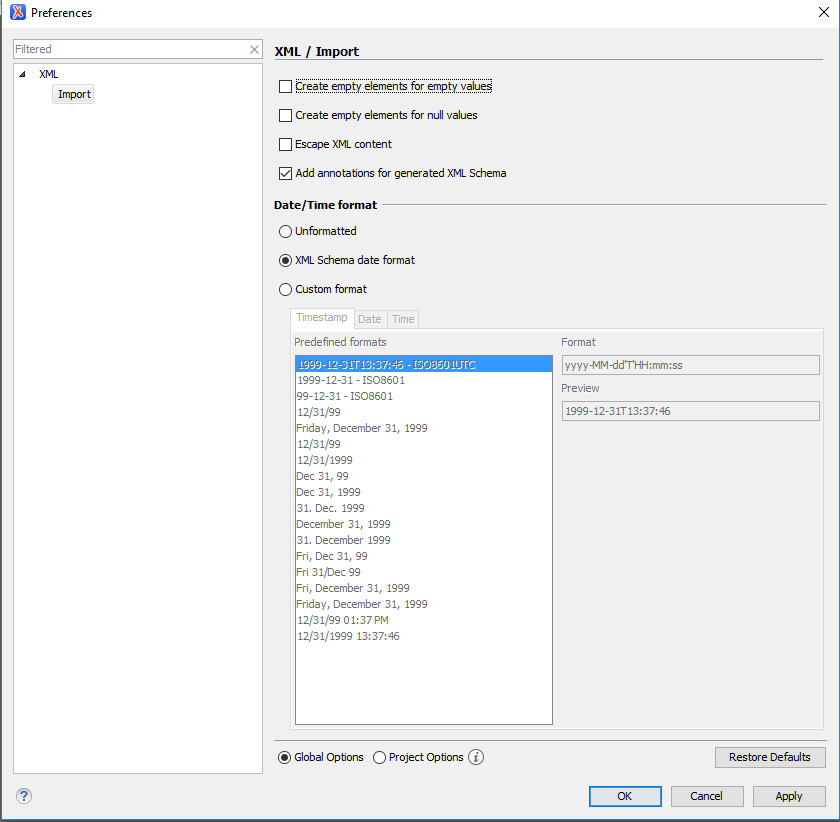 Preferences
Filtered
XML
Import
XML / Import
Create empty elements for empty values
Create empty elements for null values
Escape XML content
Add annotations for generated XML Schema
Date/Time format
Unformatted
XML Schema date format
Custom format
Timestamp Date Time
Predefined formats
1999-12-31T13:37:46 - ISO8601UTC
1999-12-31 - ISO8601
99-12-31 - ISO8601
12/31/99
Friday, December 31, 1999
12/31/99
12/31/1999
Dec 31, 99
Dec 31, 1999
31. Dec. 1999
December 31, 1999
31. December 1999
Fri, Dec 31, 99
Fri 31/Dec 99
Fri, December 31, 1999
Friday, December 31, 1999
12/31/99 01:37 PM
12/31/1999 13:37:46
Format
yyyy-MM-dd'T'HH:mm:ss
Preview
1999-12-31T13:37:46
Global Options Project Options i Restore Defaults
? OK Cancel Apply